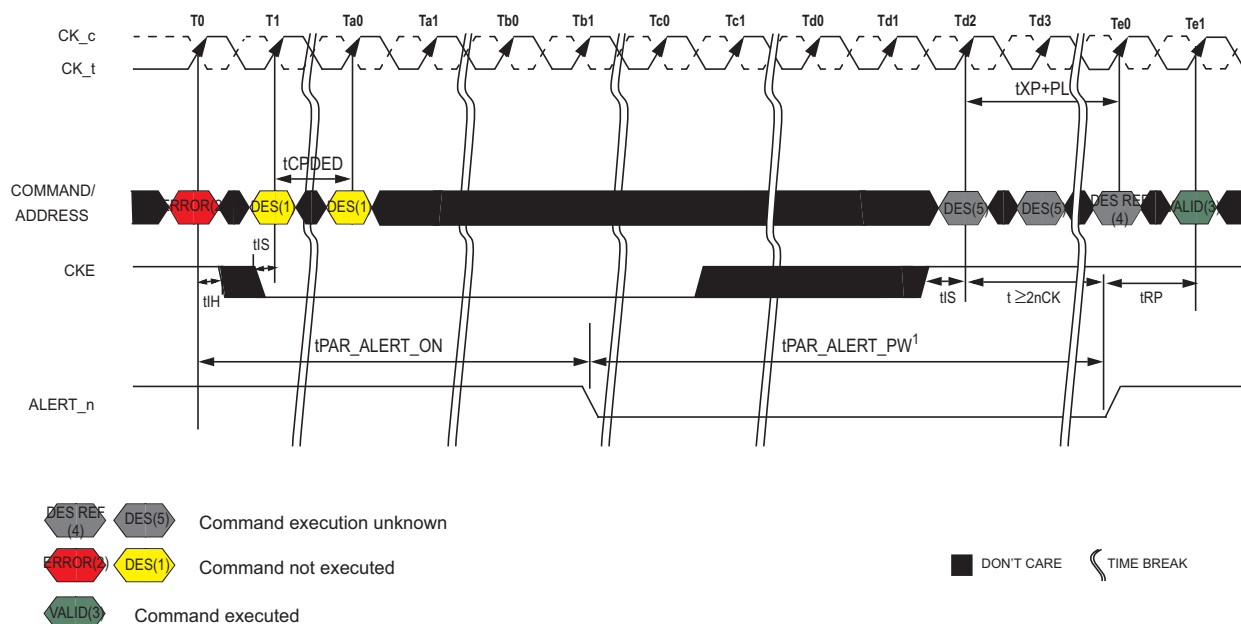 T0 T1 Ta0 Ta1 Tb0 Tb1 Tc0 Tc1 Td0 Td1 Td2 Td3 Te0 Te1
CK_c
CK_t
tXP+PL
tCPDED
COMMAND/
ADDRESS
ERROR(2 DES(1) DES(1) DES(5) DES(5) DES REF
(4) VALID(3)
tIS
CKE
tIH tIS t ≥2nCK tRP
tPAR_ALERT_ON tPAR_ALERT_PW1
ALERT_n
DES REF
(4) DES(5) Command execution unknown
ERROR(2) DES(1) Command not executed
DON'T CARE TIME BREAK
VALID(3) Command executed